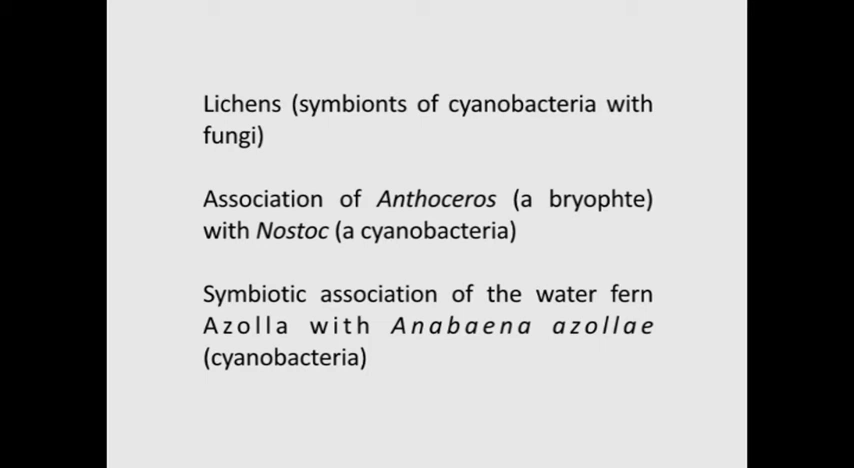 Lichens (symbionts of cyanobacteria with
fungi)
Association of Anthoceros (a bryophte)
with Nostoc (a cyanobacteria)
Symbiotic association of the water fern
Azolla with Anabaena azollae
(cyanobacteria)